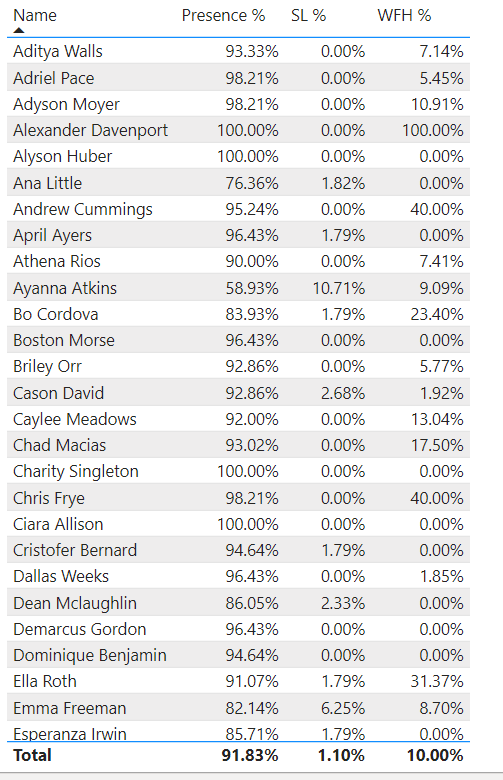 Name Presence % SL % WFH %
Aditya Walls 93.33% 0.00% 7.14%
Adriel Pace 98.21% 0.00% 5.45%
Adyson Moyer 98.21% 0.00% 10.91%
Alexander Davenport 100.00% 0.00% 100.00%
Alyson Huber 100.00% 0.00% 0.00%
Ana Little 76.36% 1.82% 0.00%
Andrew Cummings 95.24% 0.00% 40.00%
April Ayers 96.43% 1.79% 0.00%
Athena Rios 90.00% 0.00% 7.41%
Ayanna Atkins 58.93% 10.71% 9.09%
Bo Cordova 83.93% 1.79% 23.40%
Boston Morse 96.43% 0.00% 0.00%
Briley Orr 92.86% 0.00% 5.77%
Cason David 92.86% 2.68% 1.92%
Caylee Meadows 92.00% 0.00% 13.04%
Chad Macias 93.02% 0.00% 17.50%
Charity Singleton 100.00% 0.00% 0.00%
Chris Frye 98.21% 0.00% 40.00%
Ciara Allison 100.00% 0.00% 0.00%
Cristofer Bernard 94.64% 1.79% 0.00%
Dallas Weeks 96.43% 0.00% 1.85%
Dean Mclaughlin 86.05% 2.33% 0.00%
Demarcus Gordon 96.43% 0.00% 0.00%
Dominique Benjamin 94.64% 0.00% 0.00%
Ella Roth 91.07% 1.79% 31.37%
Emma Freeman 82.14% 6.25% 8.70%
Esperanza Irwin 85.71% 1.79% 0.00%
Total 91.83% 1.10% 10.00%